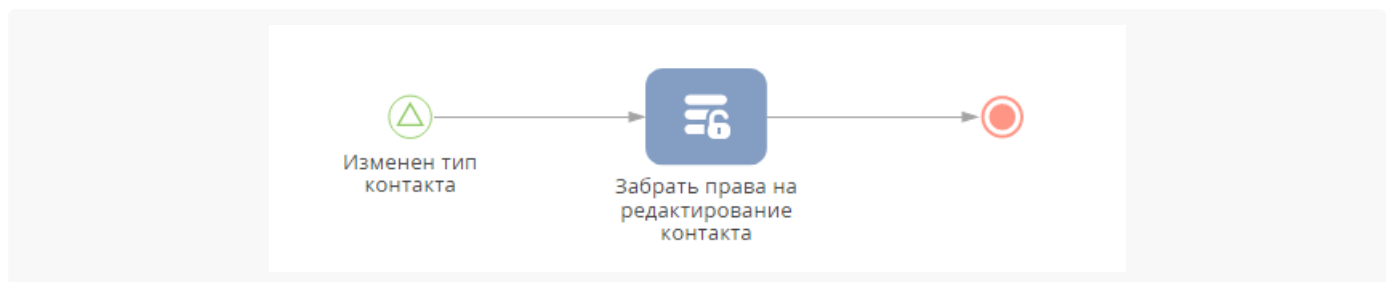 Изменен тип
контакта
Забрать права на
редактирование
контакта